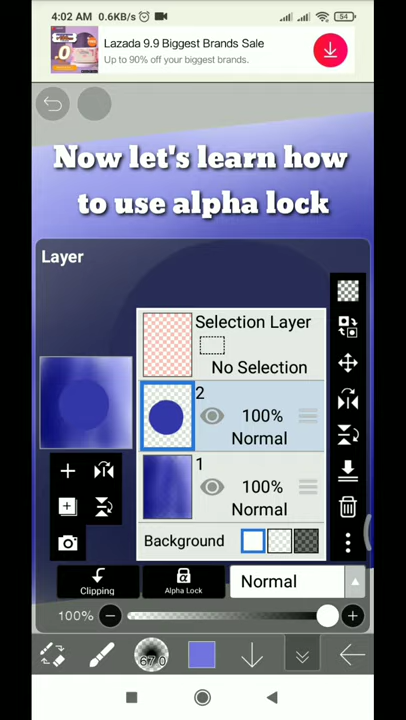 4:02 AM 0.6KB/s
54
Lazada 9.9 Biggest Brands Sale
Up to 90% off your biggest brands.
Now let's learn how
to use alpha lock
Layer
Selection Layer
No Selection
2
100%
Normal
1
100%
Normal
Background
Clipping
Alpha Lock
Normal
100%
67.0